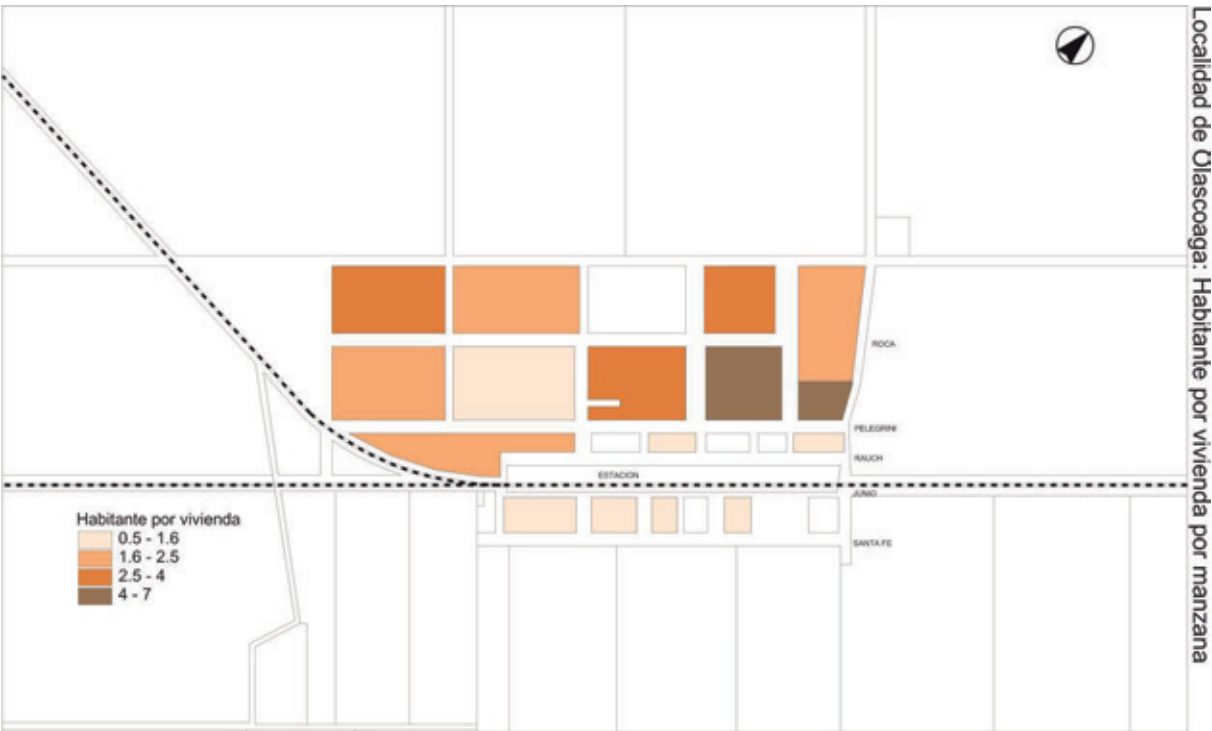 Localidad de Olascoaga: Habitante por vivienda por manzana
ROCA
PELEGRINI
RAUCH
ESTACION
JUNIO
SANTA FE
Habitante por vivienda
0.5 - 1.6
1.6 - 2.5
2.5 - 4
4 - 7